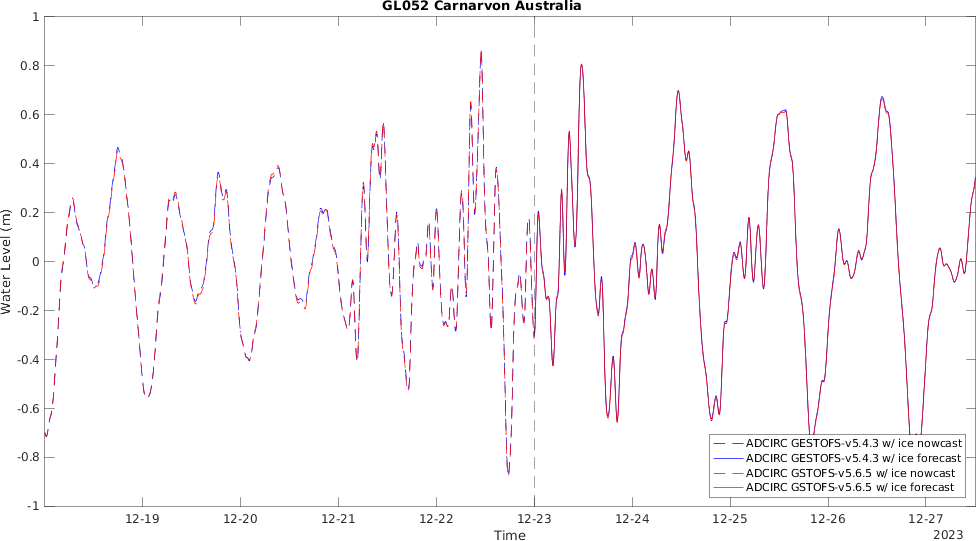 GL052 Carnarvon Australia
Water Level (m)
1
0.8
0.6
0.4
0.2
0
-0.2
-0.4
-0.6
-0.8
-1
ADCIRC GESTOFS-v5.4.3 w/ ice nowcast
ADCIRC GESTOFS-v5.4.3 w/ ice forecast
ADCIRC GSTOFS-v5.6.5 w/ ice nowcast
ADCIRC GSTOFS-v5.6.5 w/ ice forecast
12-19 12-20 12-21 12-22 12-23 12-24 12-25 12-26 12-27
Time
2023